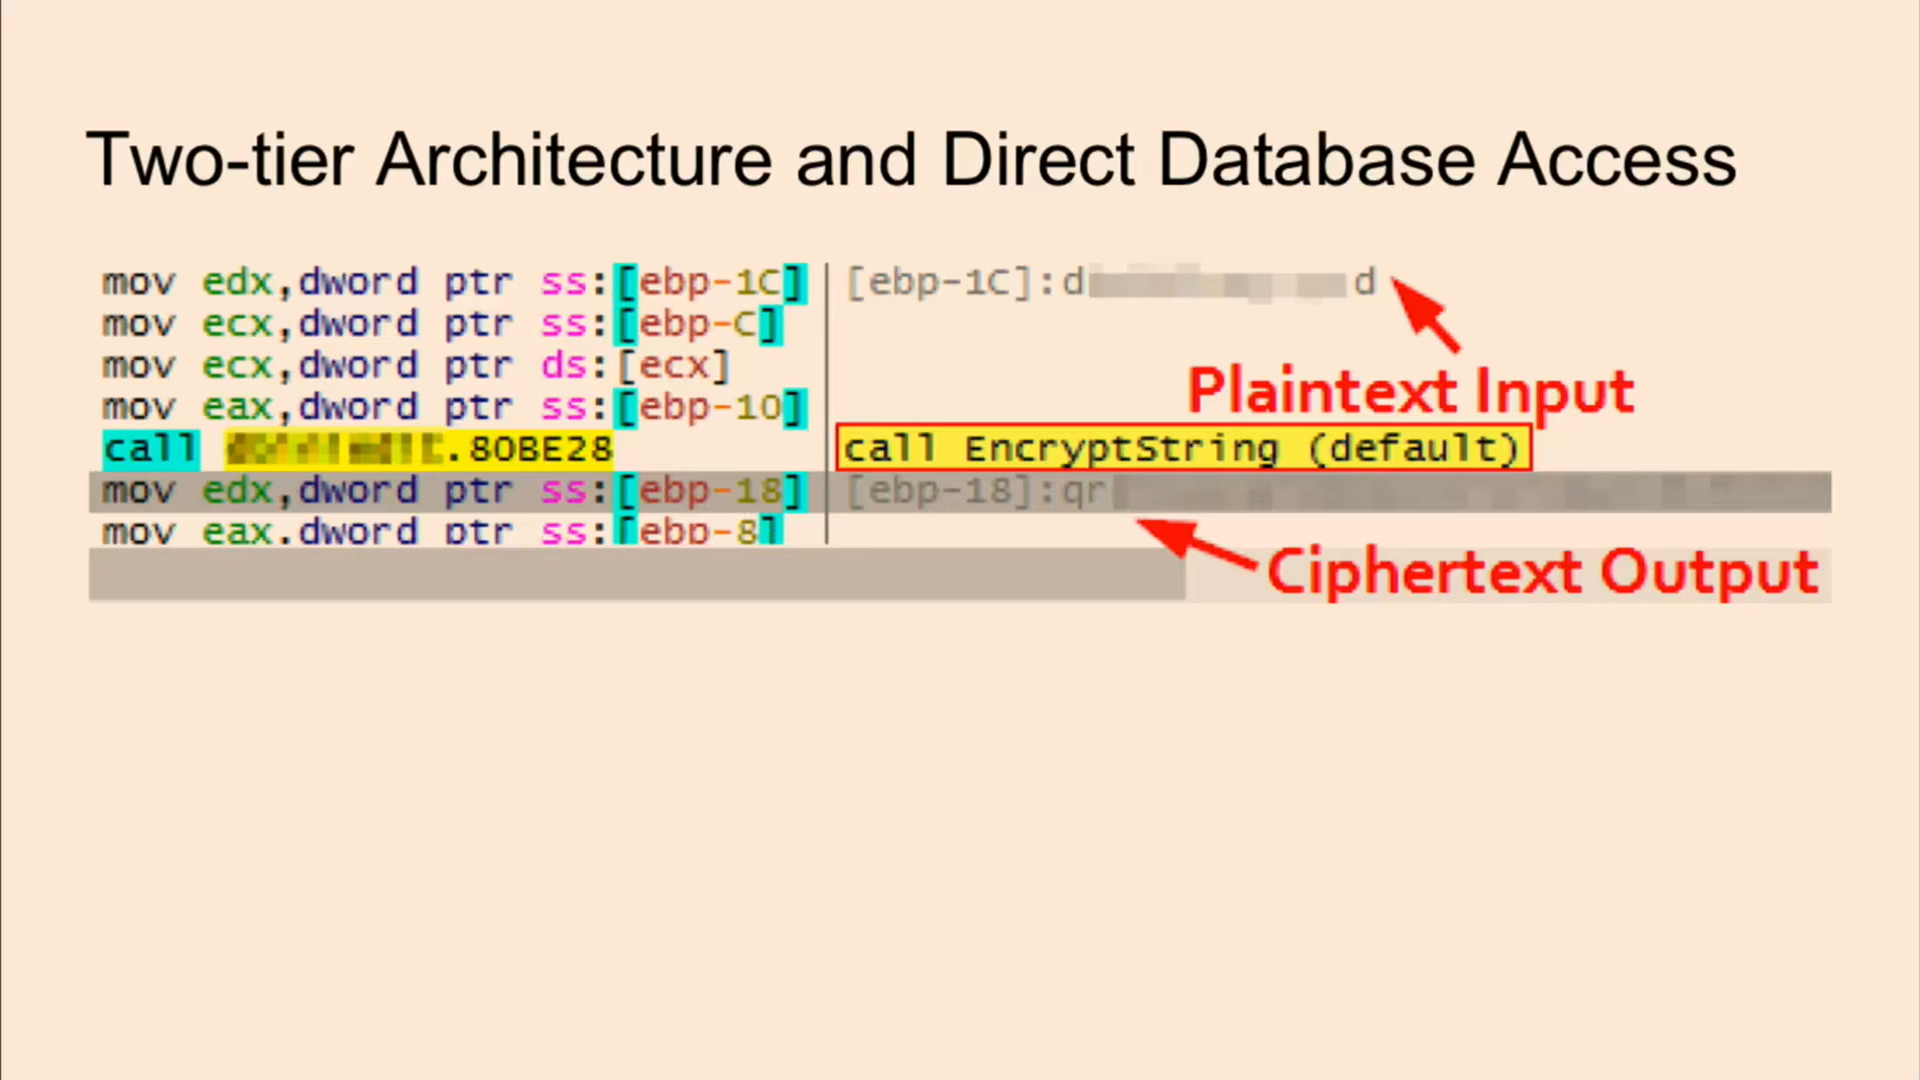 Two-tier Architecture and Direct Database Access
mov edx,dword ptr ss:[ebp-1C] [ebp-1C]:d d
mov ecx,dword ptr ss:[ebp-C]
mov ecx,dword ptr ds:[ecx]
Plaintext Input
mov eax,dword ptr ss:[ebp-10]
call .80BE28 call EncryptString (default)
mov edx,dword ptr ss:[ebp-18] [ebp-18]:qr
mov eax,dword ptr ss:[ebp-8]
Ciphertext Output